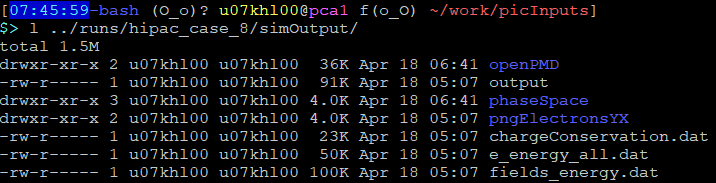 [07:45:59-bash (O_o)? u07khl00@pca1 f(o_O) ~/work/picInputs]
$> l ../runs/hipac_case_8/simOutput/
total 1.5M
drwxr-xr-x 2 u07khl00 u07khl00  36K Apr 18 06:41 openPMD
-rw-r----- 1 u07khl00 u07khl00  91K Apr 18 05:07 output
drwxr-xr-x 3 u07khl00 u07khl00 4.0K Apr 18 06:41 phaseSpace
drwxr-xr-x 2 u07khl00 u07khl00 4.0K Apr 18 05:07 pngElectronsYX
-rw-r----- 1 u07khl00 u07khl00  23K Apr 18 05:07 chargeConservation.dat
-rw-r----- 1 u07khl00 u07khl00  50K Apr 18 05:07 e_energy_all.dat
-rw-r----- 1 u07khl00 u07khl00 100K Apr 18 05:07 fields_energy.dat